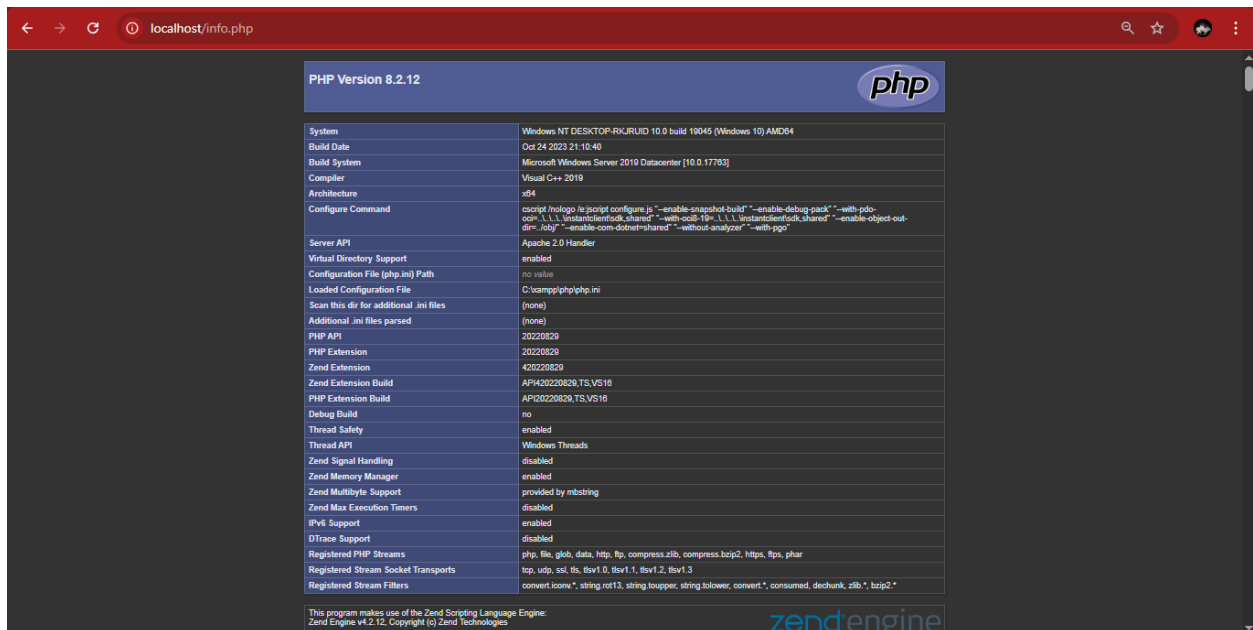 localhost/info.php
PHP Version 8.2.12
php
System Windows NT DESKTOP-RKJRUID 10.0 build 19045 (Windows 10) AMD64
Build Date Oct 24 2023 21:10:40
Build System Microsoft Windows Server 2019 Datacenter [10.0.17763]
Compiler Visual C++ 2019
Architecture x64
Configure Command cscript /nologo /e:jscript configure.js "--enable-snapshot-build" "--enable-debug-pack" "--with-pdo-
oci=..\..\..\..\instantclient\sdk,shared" "--with-oci8-19=..\..\..\..\instantclient\sdk,shared" "--enable-object-out-
dir=../obj/" "--enable-com-dotnet=shared" "--without-analyzer" "--with-pgo"
Server API Apache 2.0 Handler
Virtual Directory Support enabled
Configuration File (php.ini) Path no value
Loaded Configuration File C:\xampp\php\php.ini
Scan this dir for additional .ini files (none)
Additional .ini files parsed (none)
PHP API 20220829
PHP Extension 20220829
Zend Extension 420220829
Zend Extension Build API420220829,TS,VS16
PHP Extension Build API20220829,TS,VS16
Debug Build no
Thread Safety enabled
Thread API Windows Threads
Zend Signal Handling disabled
Zend Memory Manager enabled
Zend Multibyte Support provided by mbstring
Zend Max Execution Timers disabled
IPv6 Support enabled
DTrace Support disabled
Registered PHP Streams php, file, glob, data, http, ftp, compress.zlib, compress.bzip2, https, ftps, phar
Registered Stream Socket Transports tcp, udp, ssl, tls, tlsv1.0, tlsv1.1, tlsv1.2, tlsv1.3
Registered Stream Filters convert.iconv.*, string.rot13, string.toupper, string.tolower, convert.*, consumed, dechunk, zlib.*, bzip2.*
This program makes use of the Zend Scripting Language Engine:
Zend Engine v4.2.12, Copyright (c) Zend Technologies
zend engine